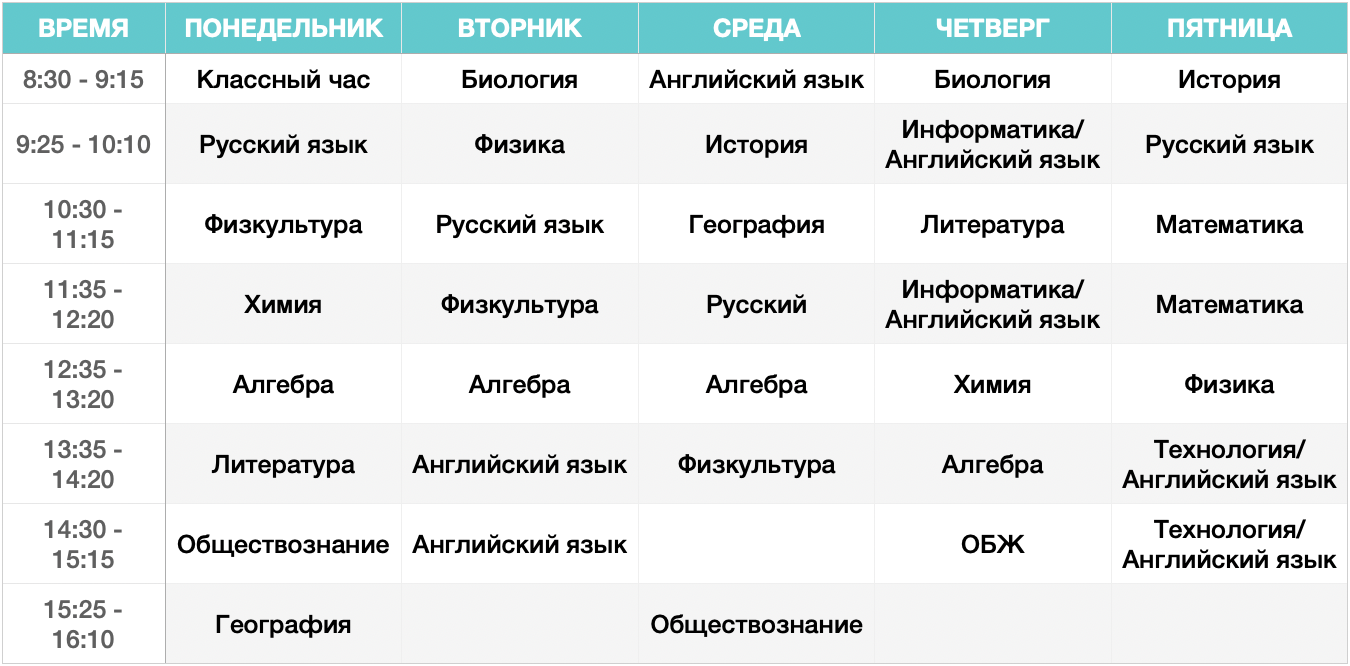 ВРЕМЯ ПОНЕДЕЛЬНИК ВТОРНИК СРЕДА ЧЕТВЕРГ ПЯТНИЦА
8:30 - 9:15 Классный час Биология Английский язык Биология История
9:25 - 10:10 Русский язык Физика История Информатика/ Английский язык Русский язык
10:30 - 11:15 Физкультура Русский язык География Литература Математика
11:35 - 12:20 Химия Физкультура Русский Информатика/ Английский язык Математика
12:35 - 13:20 Алгебра Алгебра Алгебра Химия Физика
13:35 - 14:20 Литература Английский язык Физкультура Алгебра Технология/ Английский язык
14:30 - 15:15 Обществознание Английский язык ОБЖ Технология/ Английский язык
15:25 - 16:10 География Обществознание